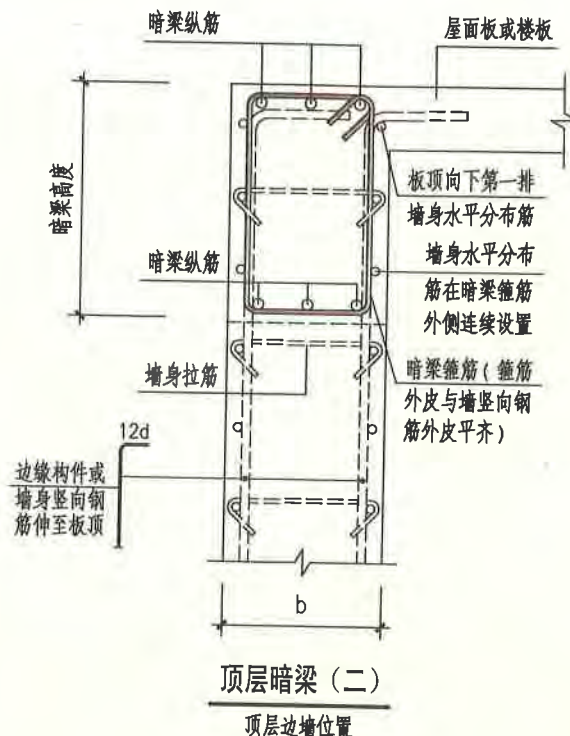 暗梁纵筋
屋面板或楼板
暗梁高度
板顶向下第一排
墙身水平分布筋
暗梁纵筋
墙身水平分布
筋在暗梁箍筋
外侧连续设置
墙身拉筋
暗梁箍筋(箍筋
外皮与墙竖向钢
筋外皮平齐)
12d
边缘构件或
墙身竖向钢
筋伸至板顶
b
顶层暗梁(二)
顶层边墙位置